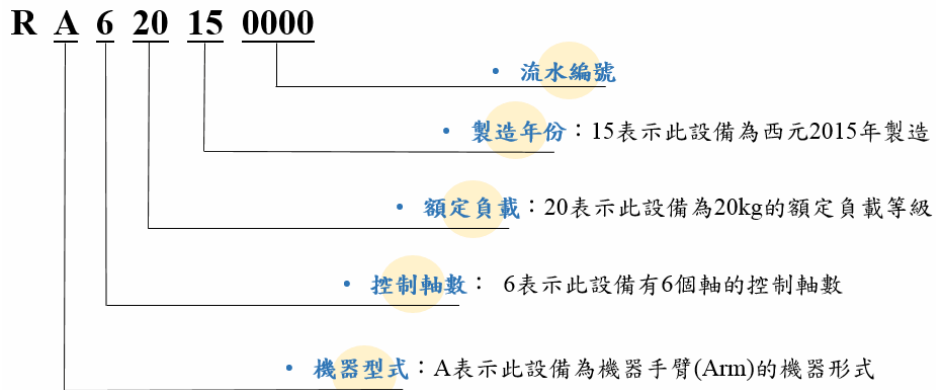 R A 6 20 15 0000
• 流水編號
• 製造年份：15表示此設備為西元2015年製造
• 額定負載：20表示此設備為20kg的額定負載等級
• 控制軸數： 6表示此設備有6個軸的控制軸數
• 機器型式：A表示此設備為機器手臂(Arm)的機器形式